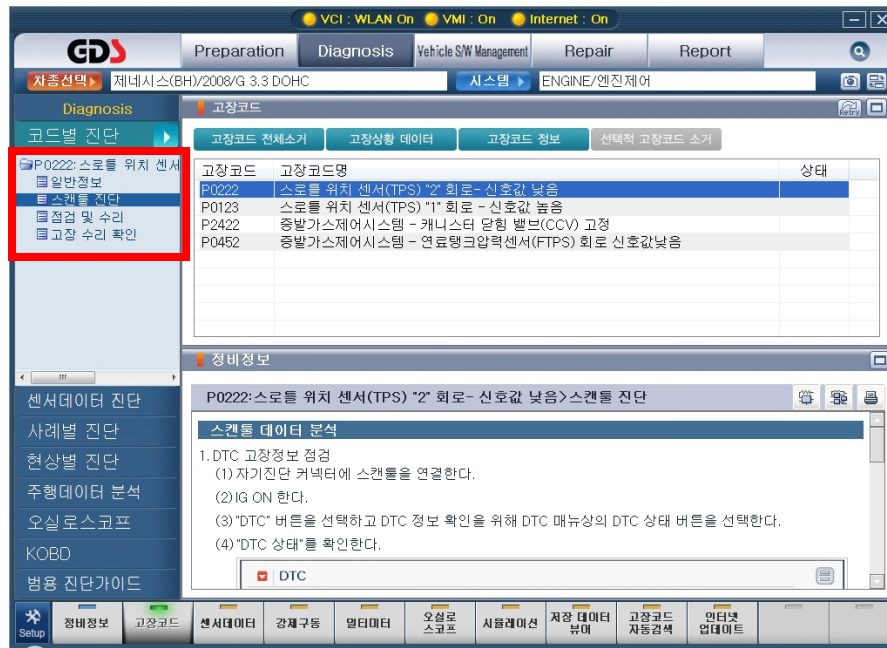 VCI : WLAN On VMI : On Internet : On
GDS Preparation Diagnosis Vehicle S/W Management Repair Report
차종선택 제네시스(BH)/2008/G 3.3 DOHC 시스템 ENGINE/엔진제어
Diagnosis
고장코드
Retry
코드별 진단
고장코드 전체소거 고장상황 데이터 고장코드 정보 선택적 고장코드 소거
P0222:스로틀 위치 센서
일반정보
스캔툴 진단
점검 및 수리
고장 수리 확인
고장코드 고장코드명 상태
P0222 스로틀 위치 센서(TPS) "2" 회로- 신호값 낮음
P0123 스로틀 위치 센서(TPS) "1" 회로 - 신호값 높음
P2422 증발가스제어시스템 - 캐니스터 닫힘 밸브(CCV) 고정
P0452 증발가스제어시스템 - 연료탱크압력센서(FTPS) 회로 신호값낮음
센서데이터 진단
사례별 진단
현상별 진단
주행데이터 분석
오실로스코프
KOBD
범용 진단가이드
정비정보
P0222:스로틀 위치 센서(TPS) "2" 회로- 신호값 낮음>스캔툴 진단
스캔툴 데이터 분석
1.DTC 고장정보 점검
(1)자기진단 커넥터에 스캔툴을 연결한다.
(2)IG ON 한다.
(3)"DTC" 버튼을 선택하고 DTC 정보 확인을 위해 DTC 매뉴상의 DTC 상태 버튼을 선택한다.
(4)"DTC 상태"를 확인한다.
DTC
Setup 정비정보 고장코드 센서데이터 강제구동 멀티미터 오실로스코프 시뮬레이션 저장 데이터 뷰어 고장코드 자동검색 인터넷 업데이트